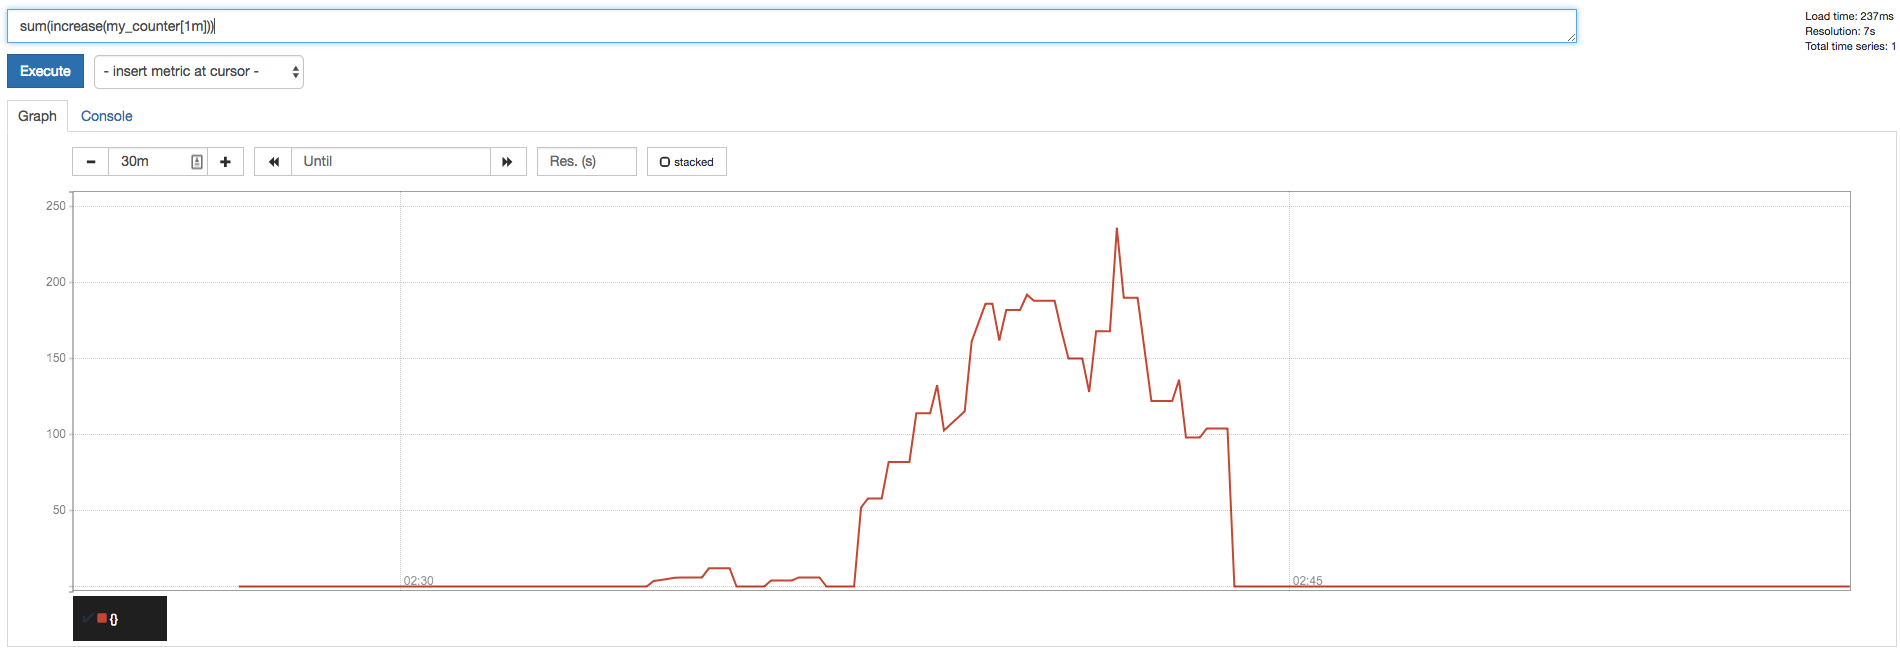 sum(increase(my_counter[1m]))
Load time: 237ms
Resolution: 7s
Total time series: 1
Execute
- insert metric at cursor -
Graph
Console
30m
Until
Res. (s)
stacked
250
200
150
100
50
02:30
02:45
{}